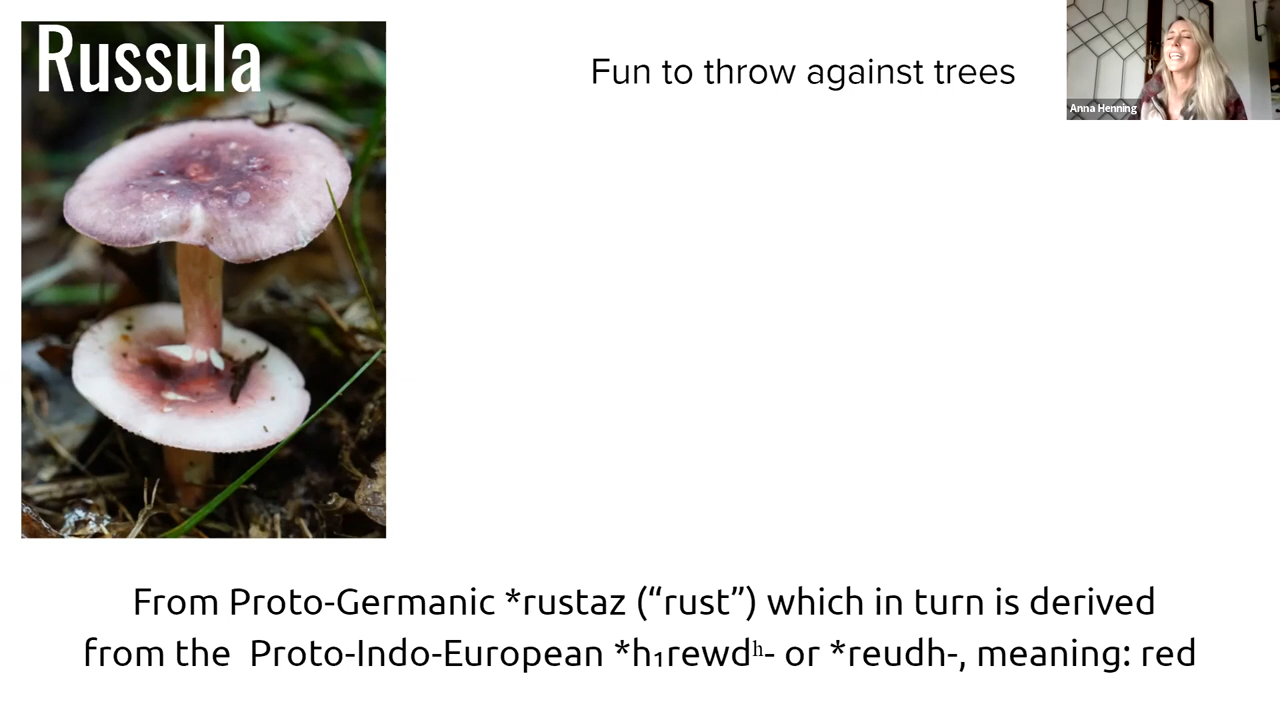 Russula
Fun to throw against trees
Anna Henning
From Proto-Germanic *rustaz (“rust”) which in turn is derived
from the  Proto-Indo-European *h₁rewdʰ- or *reudh-, meaning: red